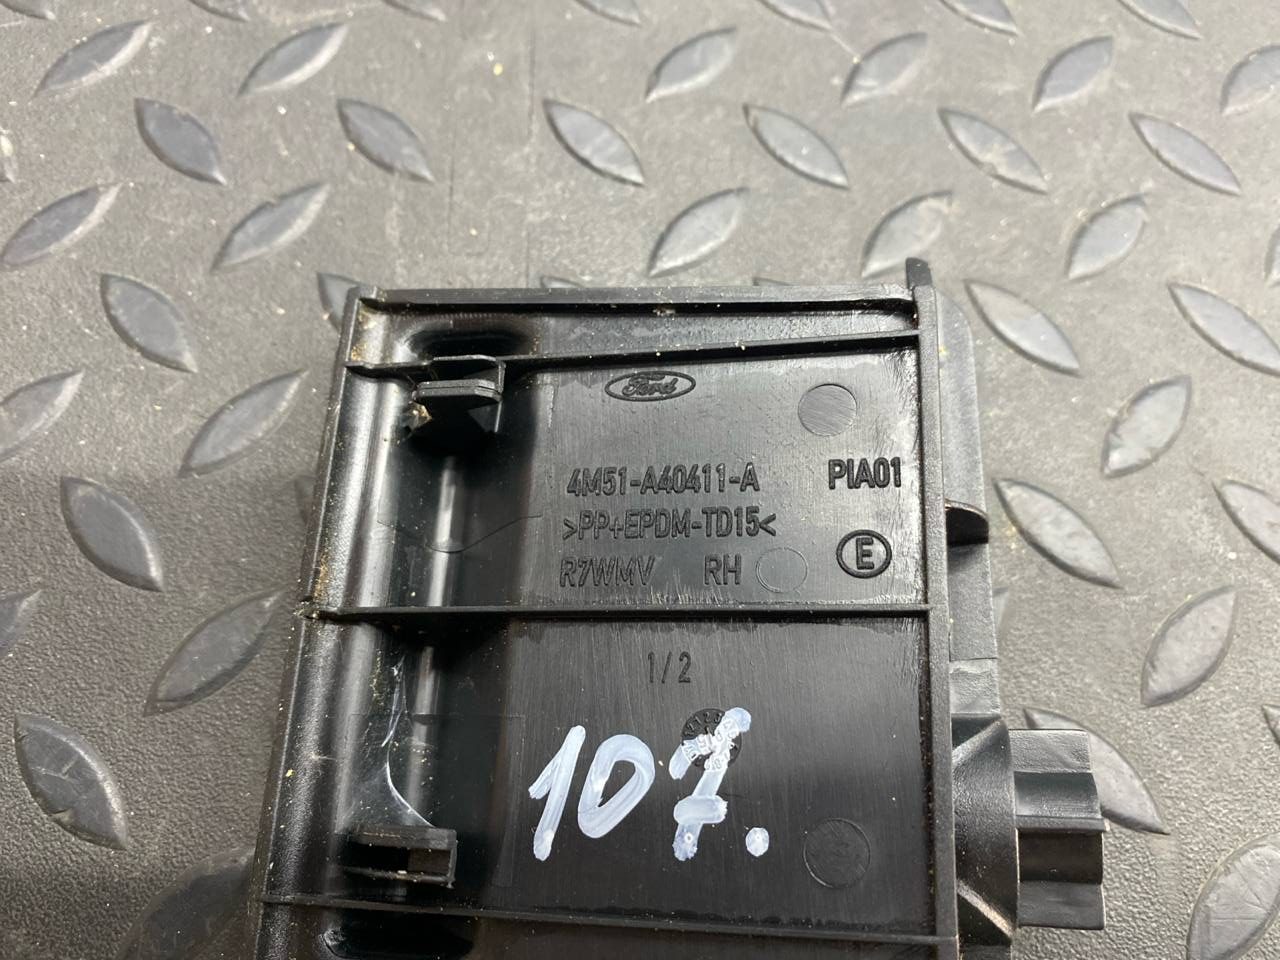 Ford
4M51-A40411-A PIA01
>PP+EPDM-TD15<
R7WMV RH E
1/2
107.